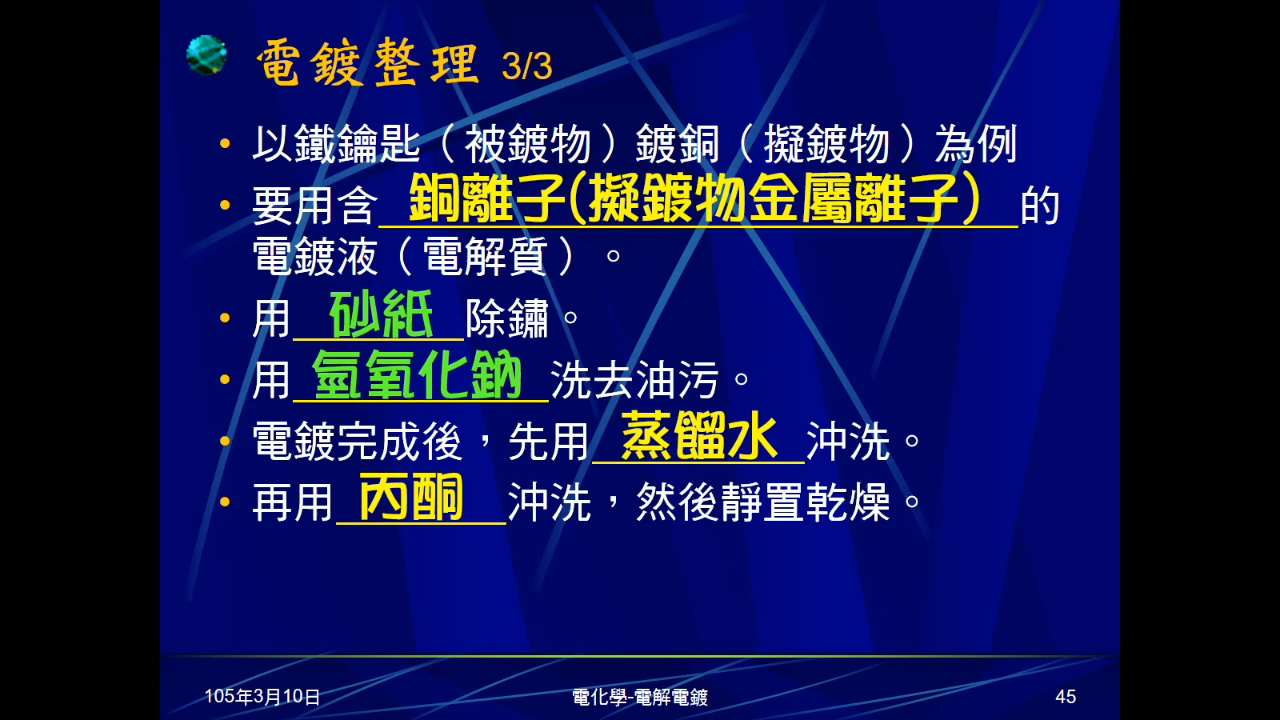 電鍍整理 3/3
• 以鐵鑰匙（被鍍物）鍍銅（擬鍍物）為例
• 要用含 銅離子(擬鍍物金屬離子) 的
電鍍液（電解質）。
• 用 砂紙 除鏽。
• 用 氫氧化鈉 洗去油污。
• 電鍍完成後，先用 蒸餾水 沖洗。
• 再用 丙酮 沖洗，然後靜置乾燥。
105年3月10日 電化學-電解電鍍 45